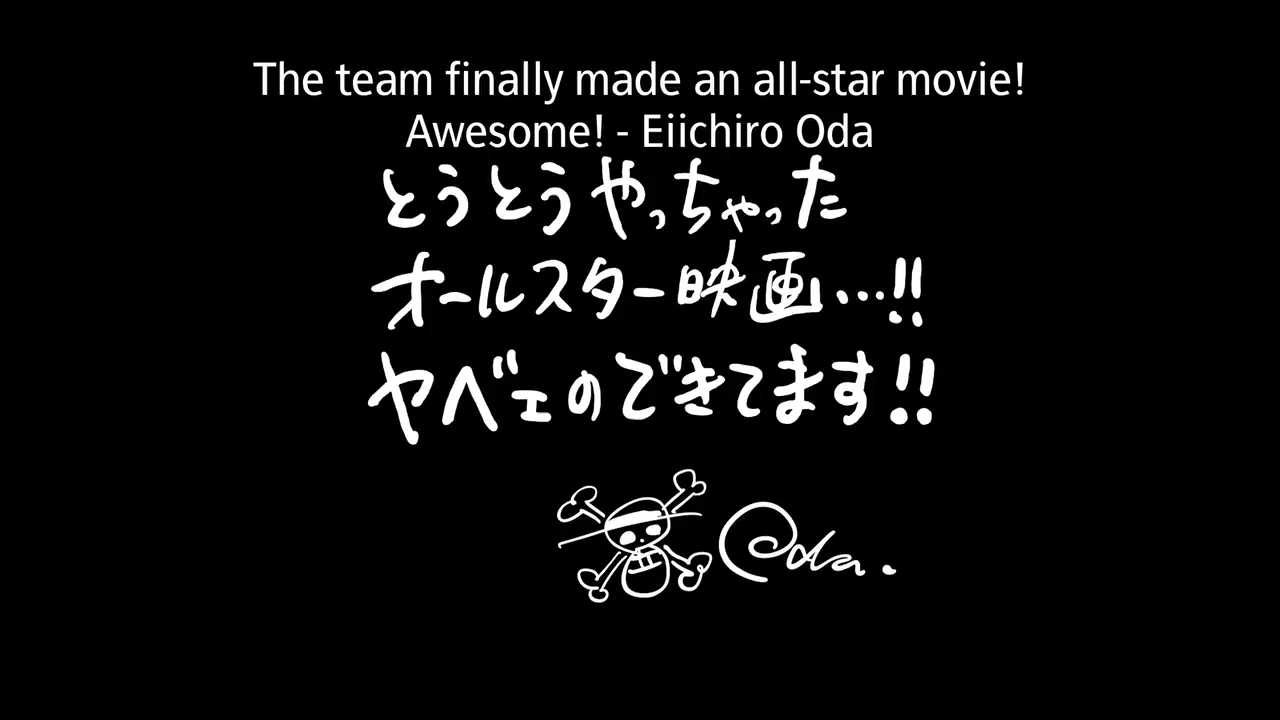 The team finally made an all-star movie!
Awesome! - Eiichiro Oda
とうとうやっちゃった
オールスター映画…!!
ヤベェのできてます!!
Oda.